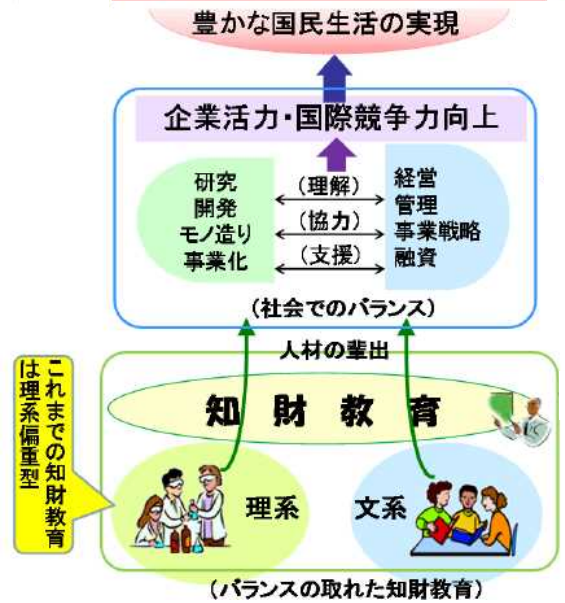 豊かな国民生活の実現
企業活力・国際競争力向上
研究
開発
モノ造り
事業化
(理解)
(協力)
(支援)
経営
管理
事業戦略
融資
(社会でのバランス)
人材の輩出
知財教育
これまでの知財教育
は理系偏重型
理系
文系
(バランスの取れた知財教育)